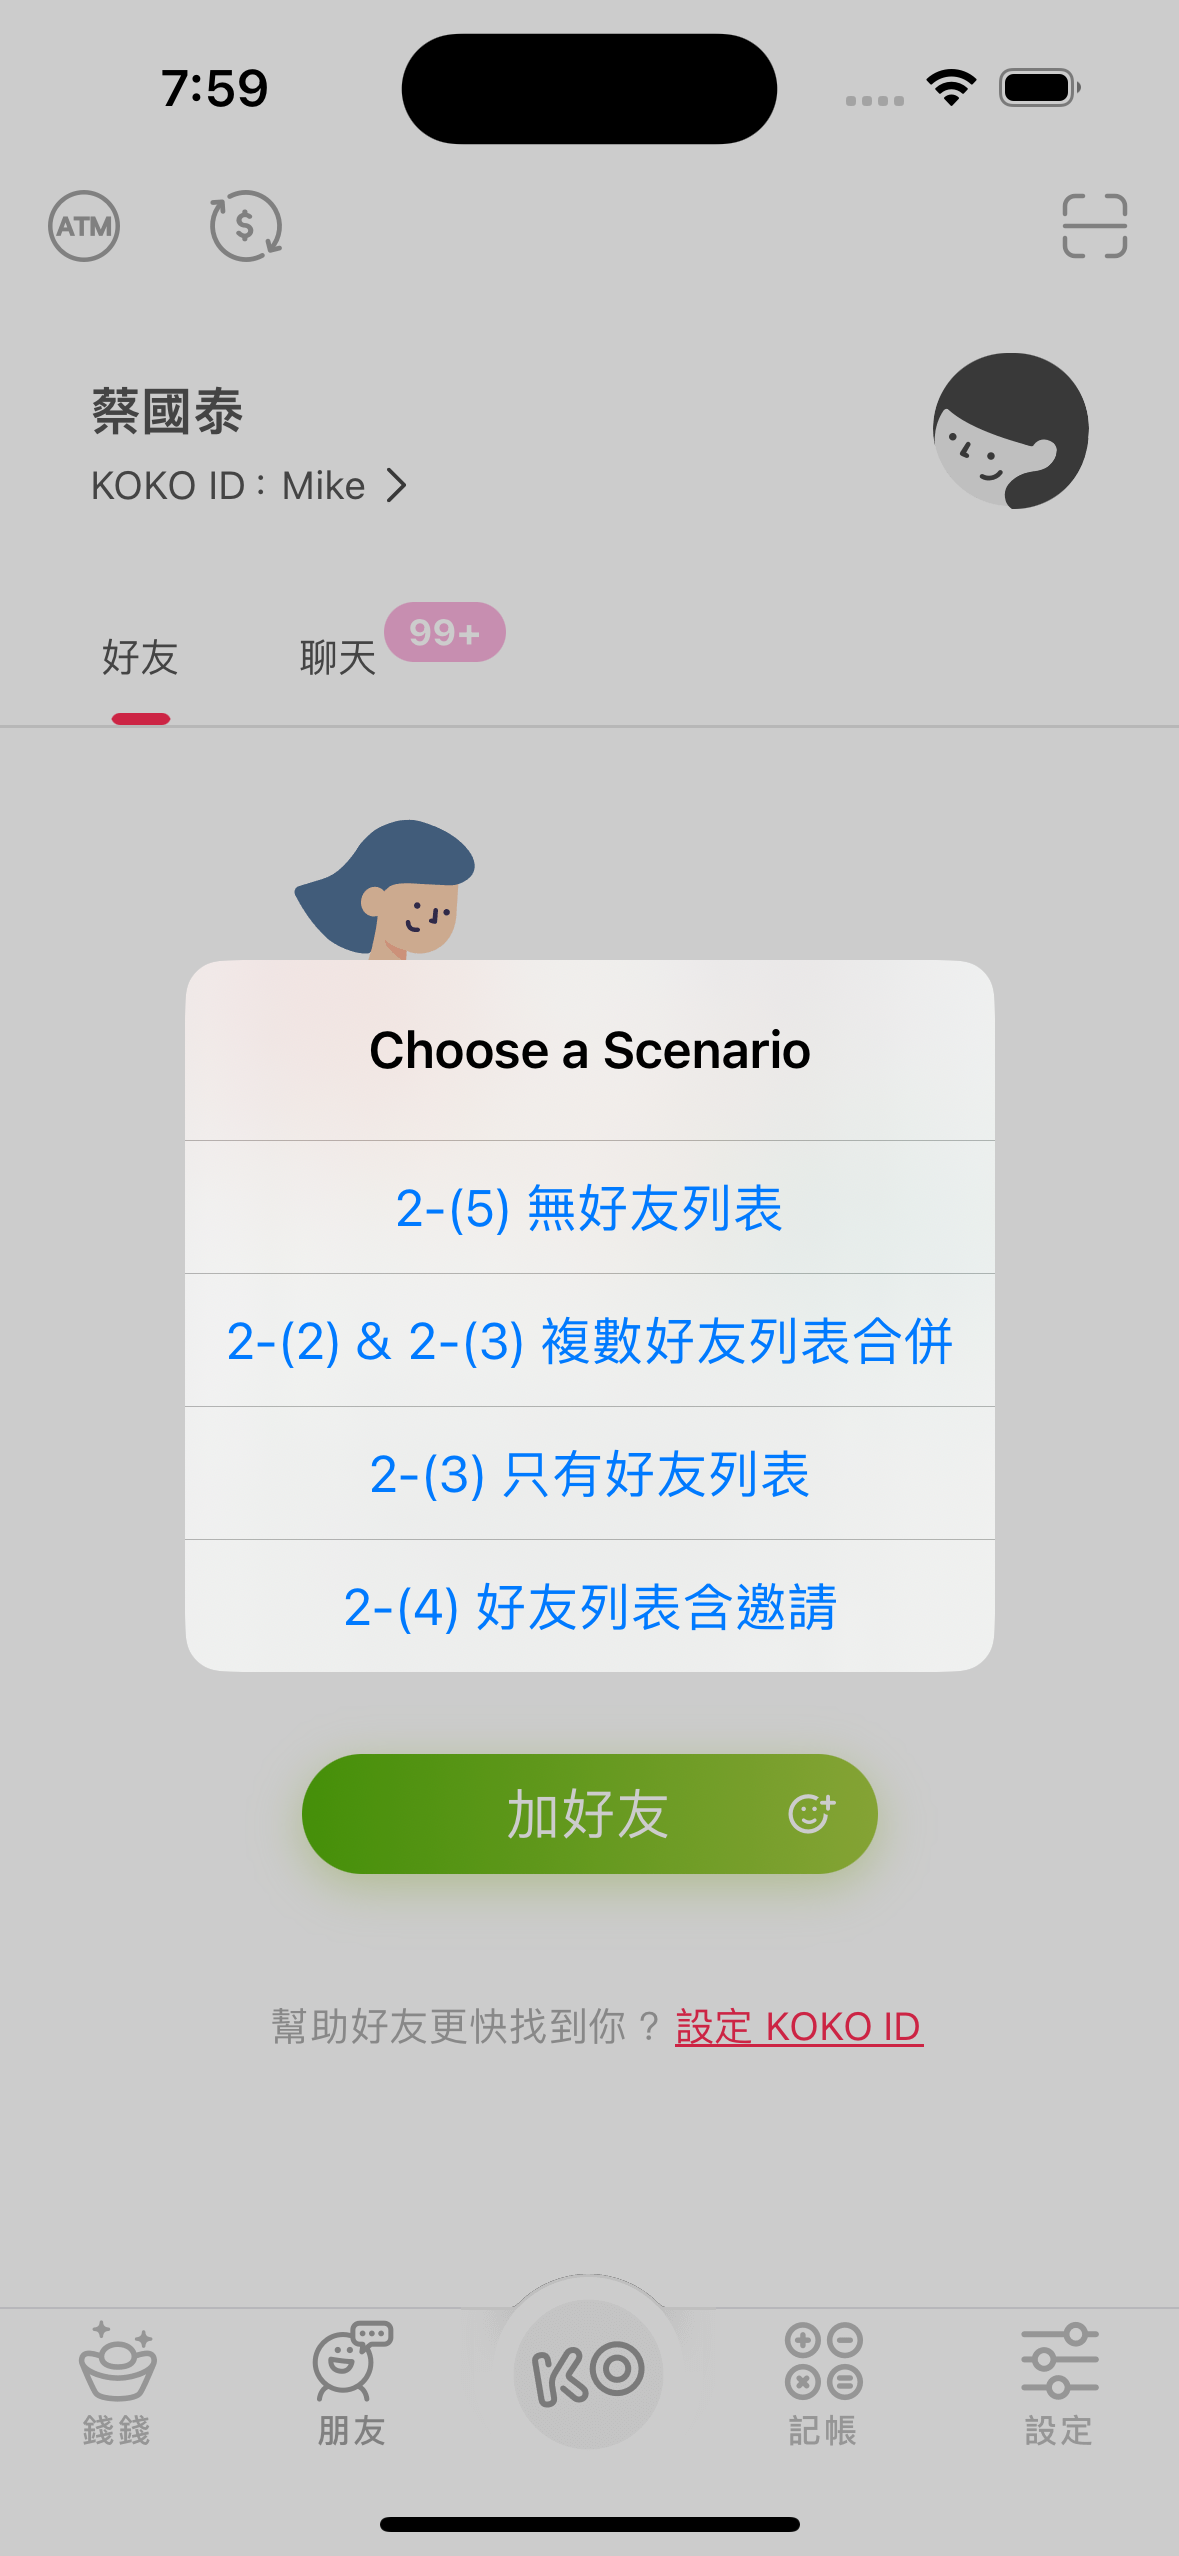 7:59
ATM
$
蔡國泰
KOKO ID : Mike
好友
聊天
99+
Choose a Scenario
2-(5) 無好友列表
2-(2) & 2-(3) 複數好友列表合併
2-(3) 只有好友列表
2-(4) 好友列表含邀請
加好友
幫助好友更快找到你？設定 KOKO ID
KO
錢錢
朋友
記帳
設定